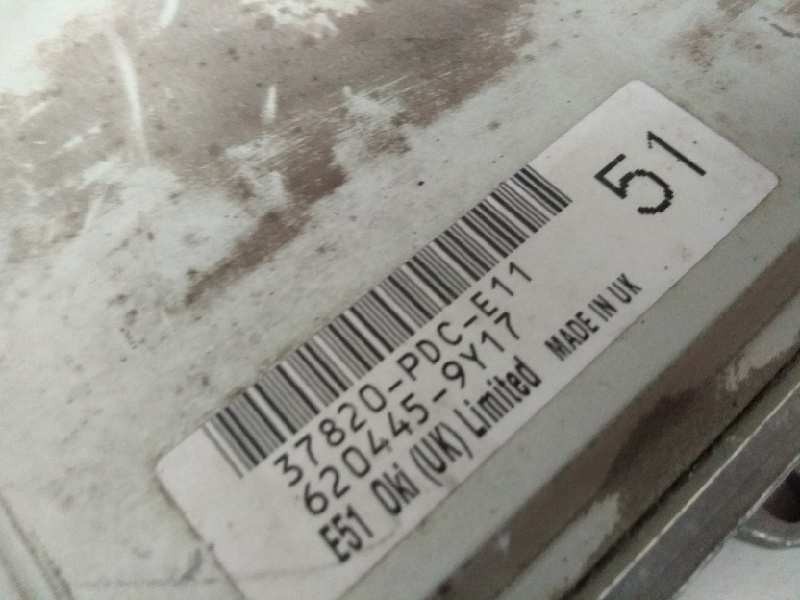 51
37820-PDC-E11
620445-9Y17
E51 Oki (UK) Limited MADE IN UK